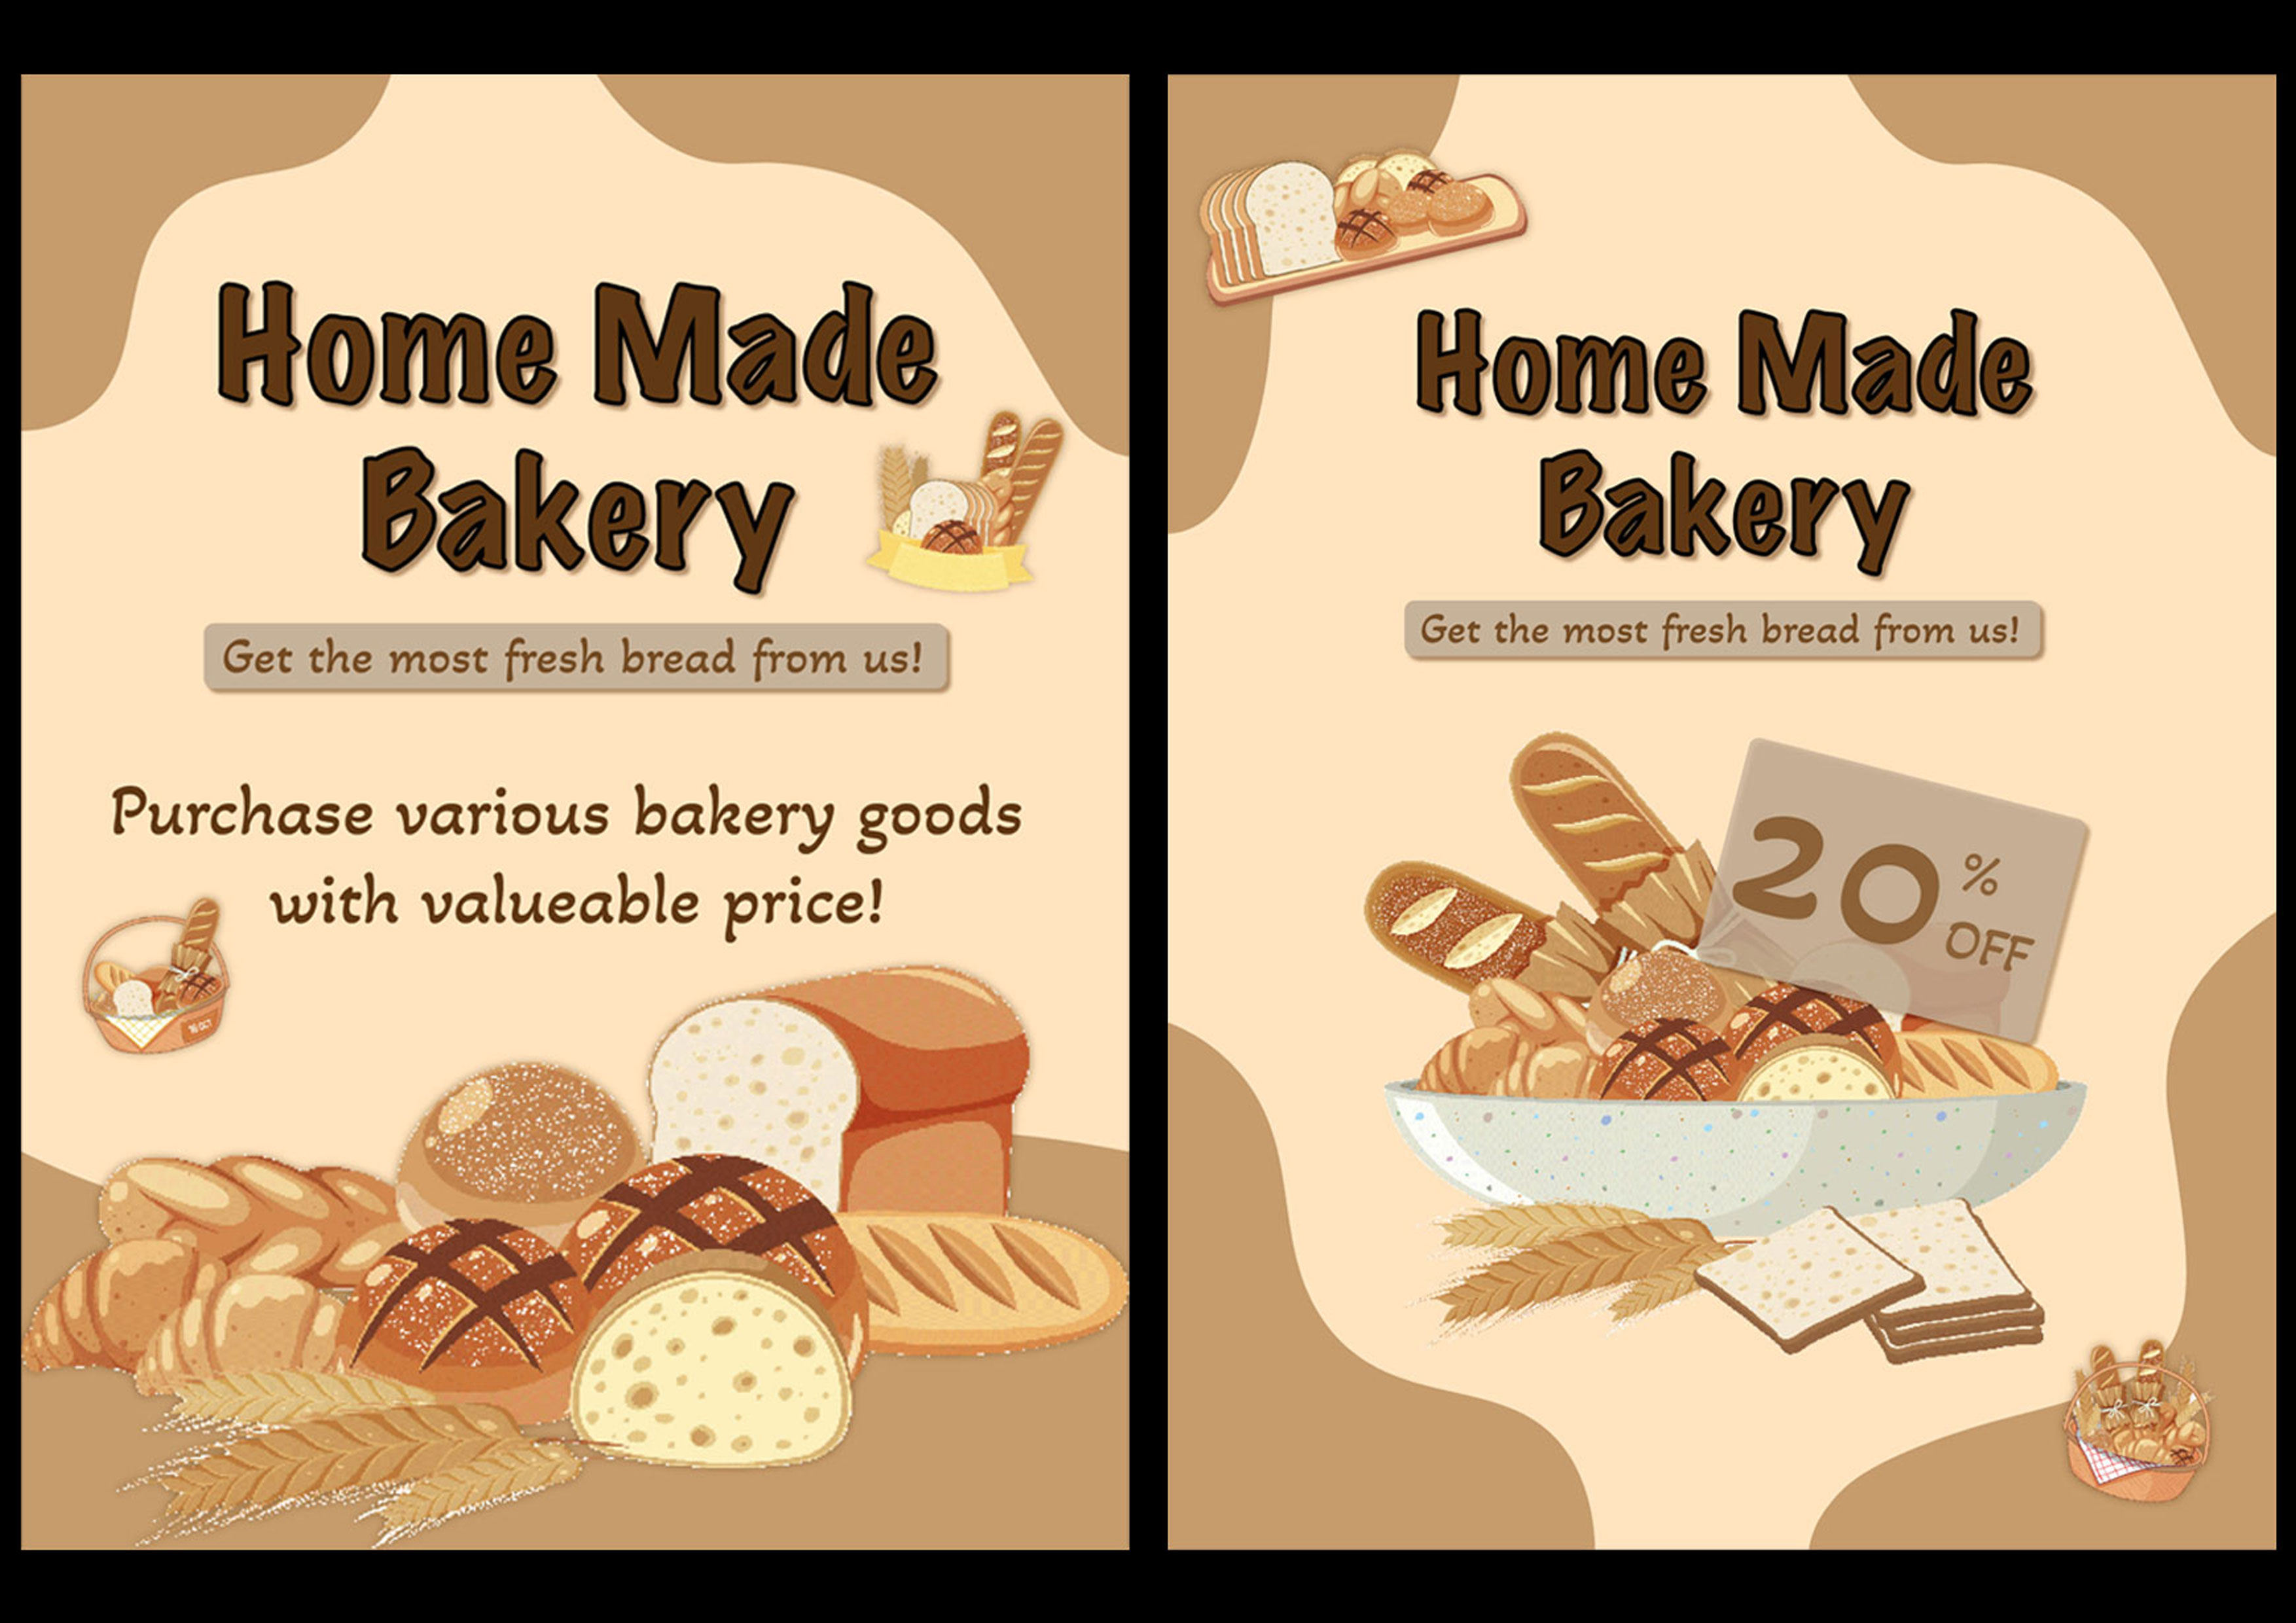 Home Made
Bakery
Get the most fresh bread from us!
Purchase various bakery goods
with valueable price!
Home Made
Bakery
Get the most fresh bread from us!
20%
OFF